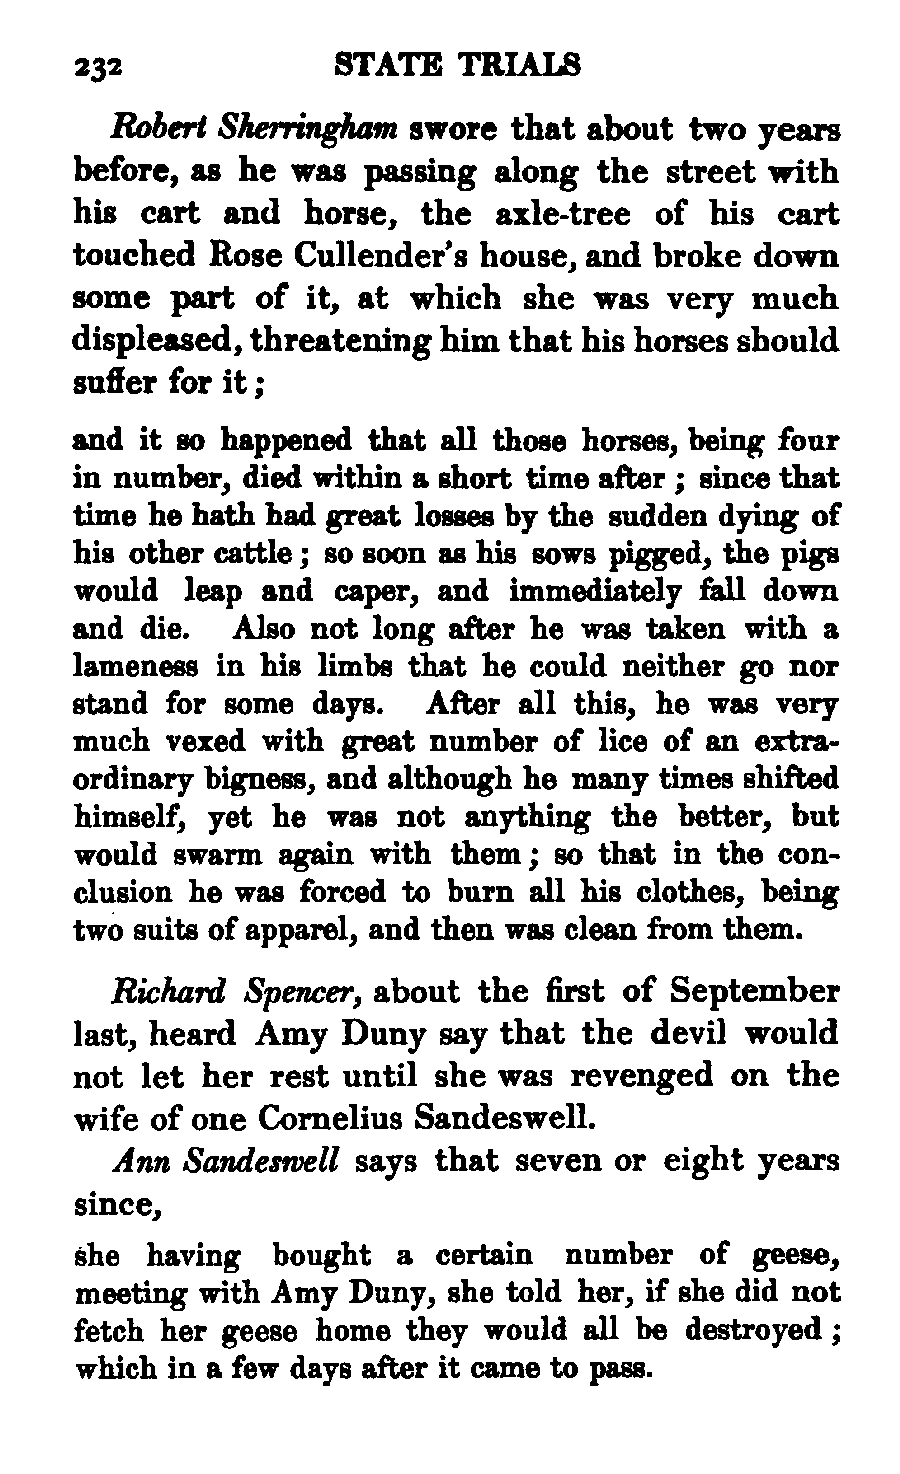 232 STATE TRIALS
Robert Sherringham swore that about two years
before, as he was passing along the street with
his cart and horse, the axle-tree of his cart
touched Rose Cullender's house, and broke down
some part of it, at which she was very much
displeased, threatening him that his horses should
suffer for it ;
and it so happened that all those horses, being four
in number, died within a short time after ; since that
time he hath had great losses by the sudden dying of
his other cattle ; so soon as his sows pigged, the pigs
would leap and caper, and immediately fall down
and die. Also not long after he was taken with a
lameness in his limbs that he could neither go nor
stand for some days. After all this, he was very
much vexed with great number of lice of an extra-
ordinary bigness, and although he many times shifted
himself, yet he was not anything the better, but
would swarm again with them ; so that in the con-
clusion he was forced to burn all his clothes, being
two suits of apparel, and then was clean from them.
Richard Spencer, about the first of September
last, heard Amy Duny say that the devil would
not let her rest until she was revenged on the
wife of one Cornelius Sandeswell.
Ann Sandeswell says that seven or eight years
since,
she having bought a certain number of geese,
meeting with Amy Duny, she told her, if she did not
fetch her geese home they would all be destroyed ;
which in a few days after it came to pass.